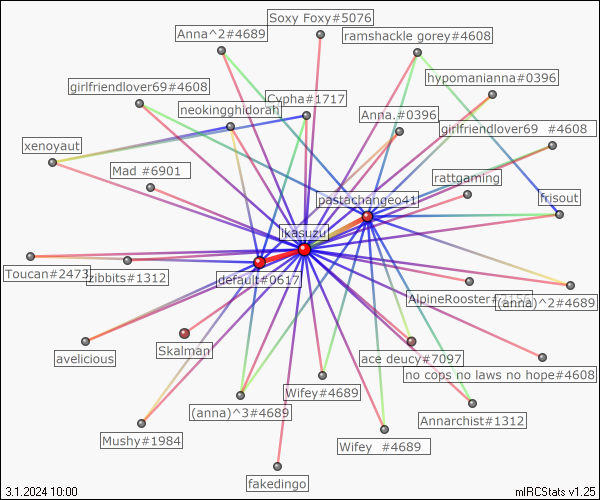 Soxy Foxy#5076
Anna^2#4689
ramshackle gorey#4608
hypomanianna#0396
girlfriendlover69#4608
Cypha#1717
neokingghidorah
Anna.#0396
girlfriendlover69 #4608
xenoyaut
Mad #6901
rattgaming
pastachangeo41
frisout
lkasuzu
Toucan#2473
zibbits#1312
default#0617
AlpineRooster#
(anna)^2#4689
avelicious
Skalman
ace deucy#7097
no cops no laws no hope#4608
Wifey#4689
(anna)^3#4689
Annarchist#1312
Mushy#1984
Wifey #4689
fakedingo
3.1.2024 10:00
mIRCStats v1.25